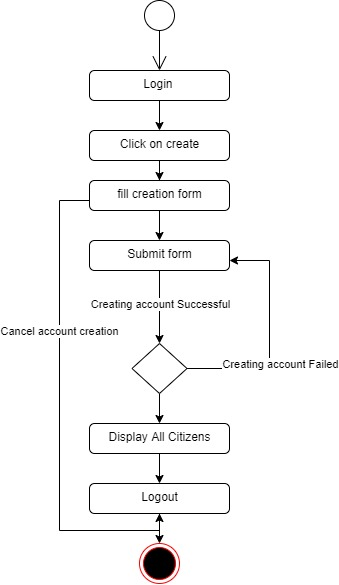 Login
Click on create
fill creation form
Submit form
Creating account Successful
Cancel account creation
Creating account Failed
Display All Citizens
Logout